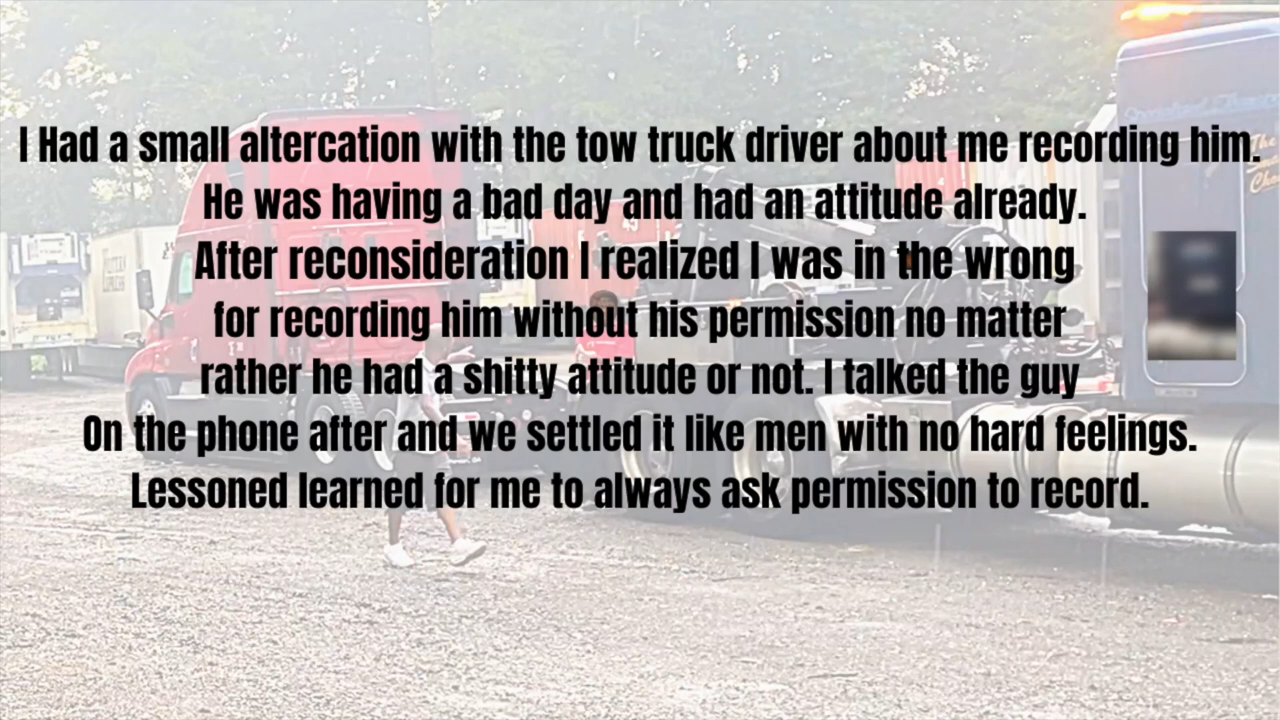 I Had a small altercation with the tow truck driver about me recording him.
He was having a bad day and had an attitude already.
After reconsideration I realized I was in the wrong
for recording him without his permission no matter
rather he had a shitty attitude or not. I talked the guy
On the phone after and we settled it like men with no hard feelings.
Lessoned learned for me to always ask permission to record.
The